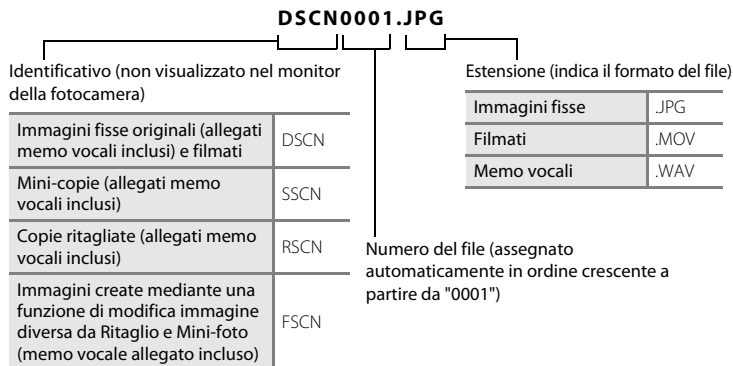 DSCN0001.JPG
Identificativo (non visualizzato nel monitor
della fotocamera)
Immagini fisse originali (allegati
memo vocali inclusi) e filmati
DSCN
Mini-copie (allegati memo
vocali inclusi)
SSCN
Copie ritagliate (allegati memo
vocali inclusi)
RSCN
Immagini create mediante una
funzione di modifica immagine
diversa da Ritaglio e Mini-foto
(memo vocale allegato incluso)
FSCN
Estensione (indica il formato del file)
Immagini fisse
.JPG
Filmati
.MOV
Memo vocali
.WAV
Numero del file (assegnato
automaticamente in ordine crescente a
partire da "0001")